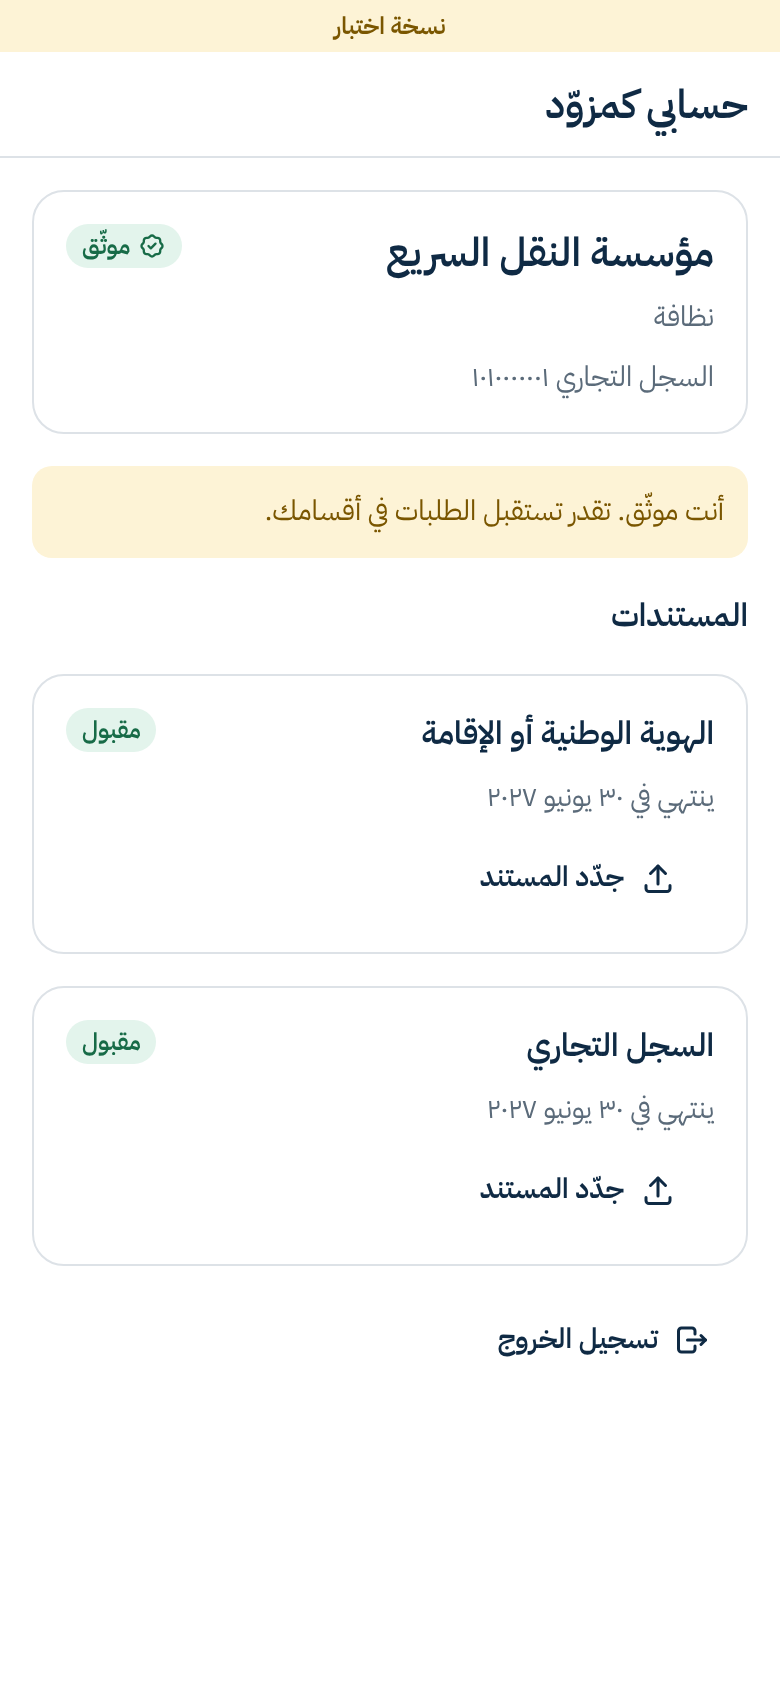 نسخة اختبار
حسابي كمزوّد
مؤسسة النقل السريع
موثّق
نظافة
السجل التجاري ١٠١٠٠٠٠٠٠١
أنت موثّق. تقدر تستقبل الطلبات في أقسامك.
المستندات
الهوية الوطنية أو الإقامة
مقبول
ينتهي في ٣٠ يونيو ٢٠٢٧
جدّد المستند
السجل التجاري
مقبول
ينتهي في ٣٠ يونيو ٢٠٢٧
جدّد المستند
تسجيل الخروج